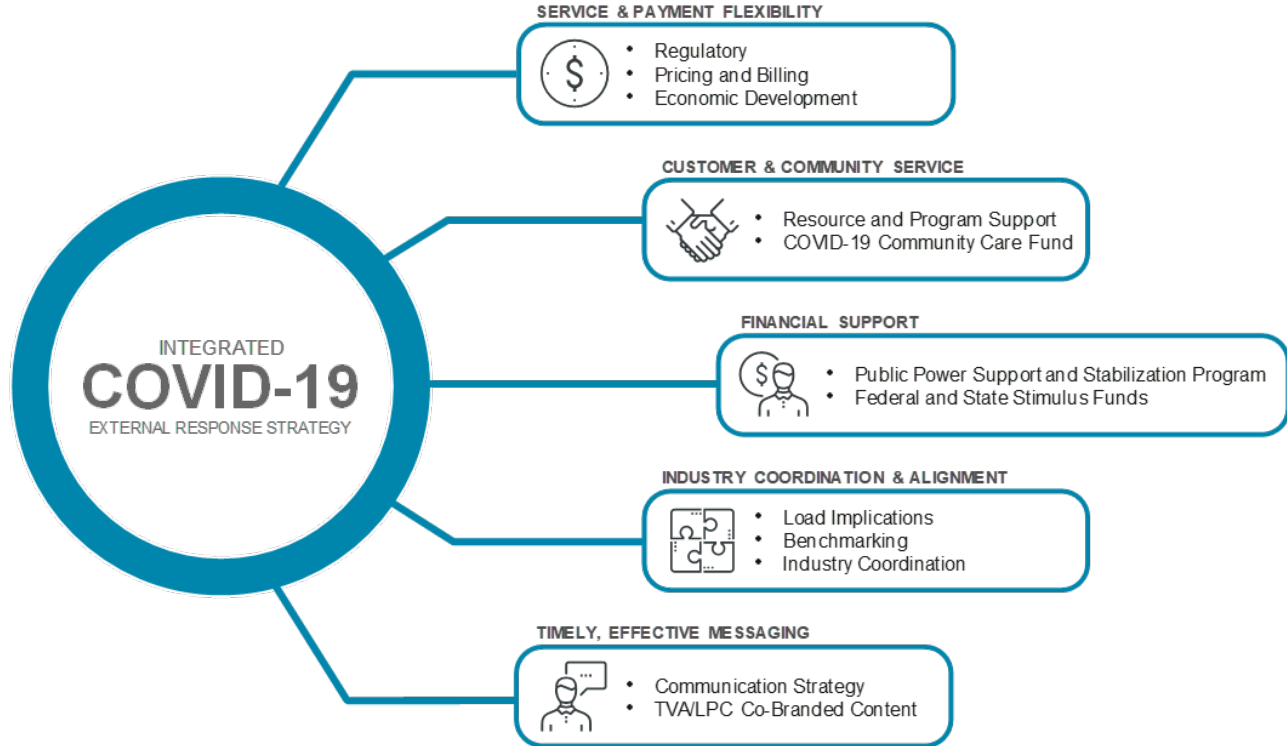 SERVICE & PAYMENT FLEXIBILITY
$
• Regulatory
• Pricing and Billing
• Economic Development
CUSTOMER & COMMUNITY SERVICE
• Resource and Program Support
• COVID-19 Community Care Fund
INTEGRATED
COVID-19
EXTERNAL RESPONSE STRATEGY
FINANCIAL SUPPORT
$
• Public Power Support and Stabilization Program
• Federal and State Stimulus Funds
INDUSTRY COORDINATION & ALIGNMENT
• Load Implications
• Benchmarking
• Industry Coordination
TIMELY, EFFECTIVE MESSAGING
• Communication Strategy
• TVA/LPC Co-Branded Content